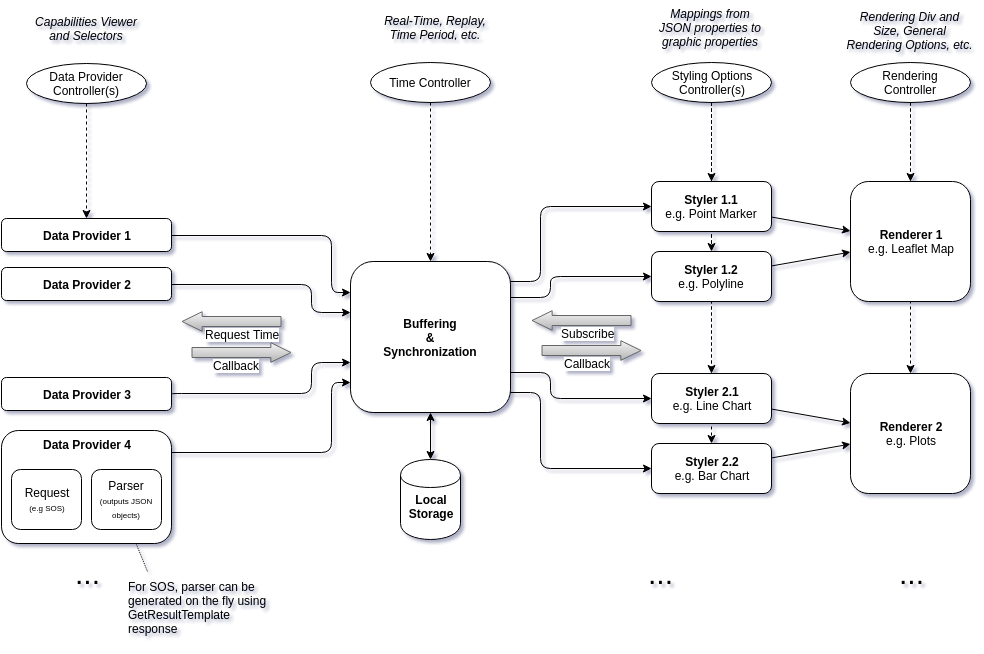 Capabilities Viewer
and Selectors
Real-Time, Replay,
Time Period, etc.
Mappings from
JSON properties to
graphic properties
Rendering Div and
Size, General
Rendering Options, etc.
Data Provider
Controller(s)
Time Controller
Styling Options
Controller(s)
Rendering
Controller
Data Provider 1
Data Provider 2
Request Time
Callback
Data Provider 3
Data Provider 4
Request
(e.g SOS)
Parser
(outputs JSON
objects)
...
For SOS, parser can be
generated on the fly using
GetResultTemplate
response
Buffering
&
Synchronization
Local
Storage
Subscribe
Callback
Styler 1.1
e.g. Point Marker
Styler 1.2
e.g. Polyline
Styler 2.1
e.g. Line Chart
Styler 2.2
e.g. Bar Chart
...
Renderer 1
e.g. Leaflet Map
Renderer 2
e.g. Plots
...